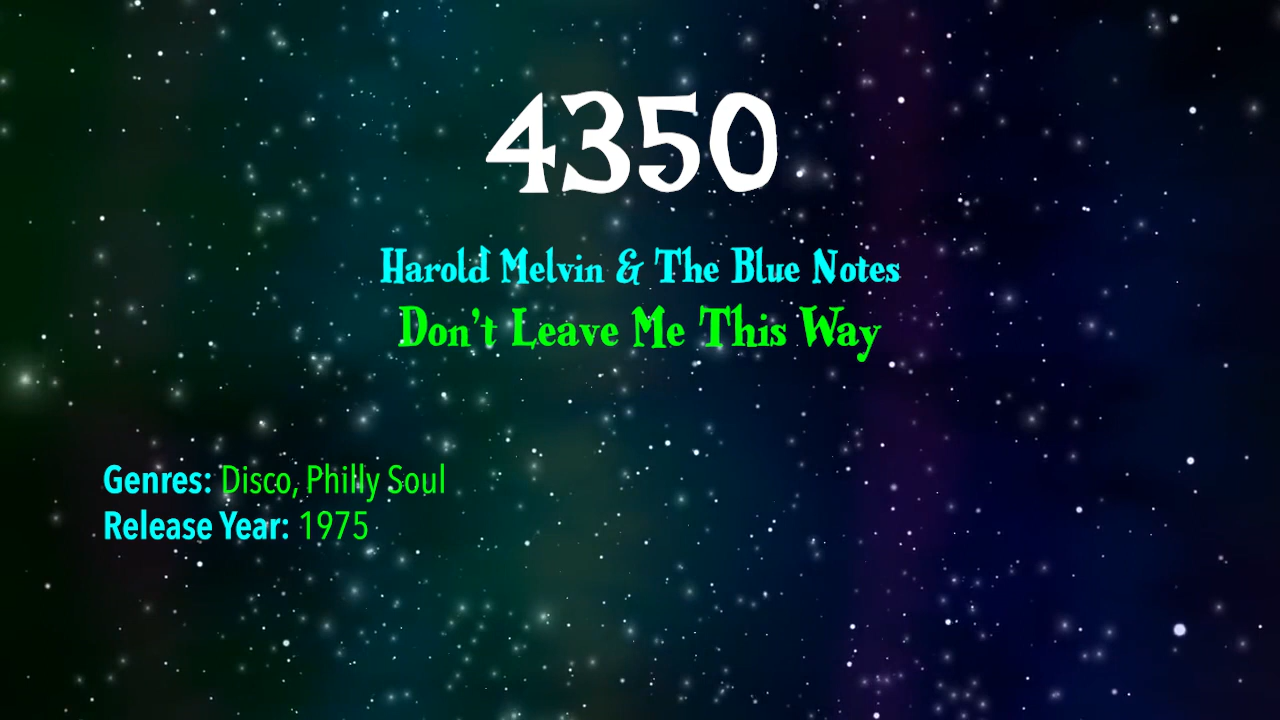 4350
Harold Melvin & The Blue Notes
Don't Leave Me This Way
Genres: Disco, Philly Soul
Release Year: 1975